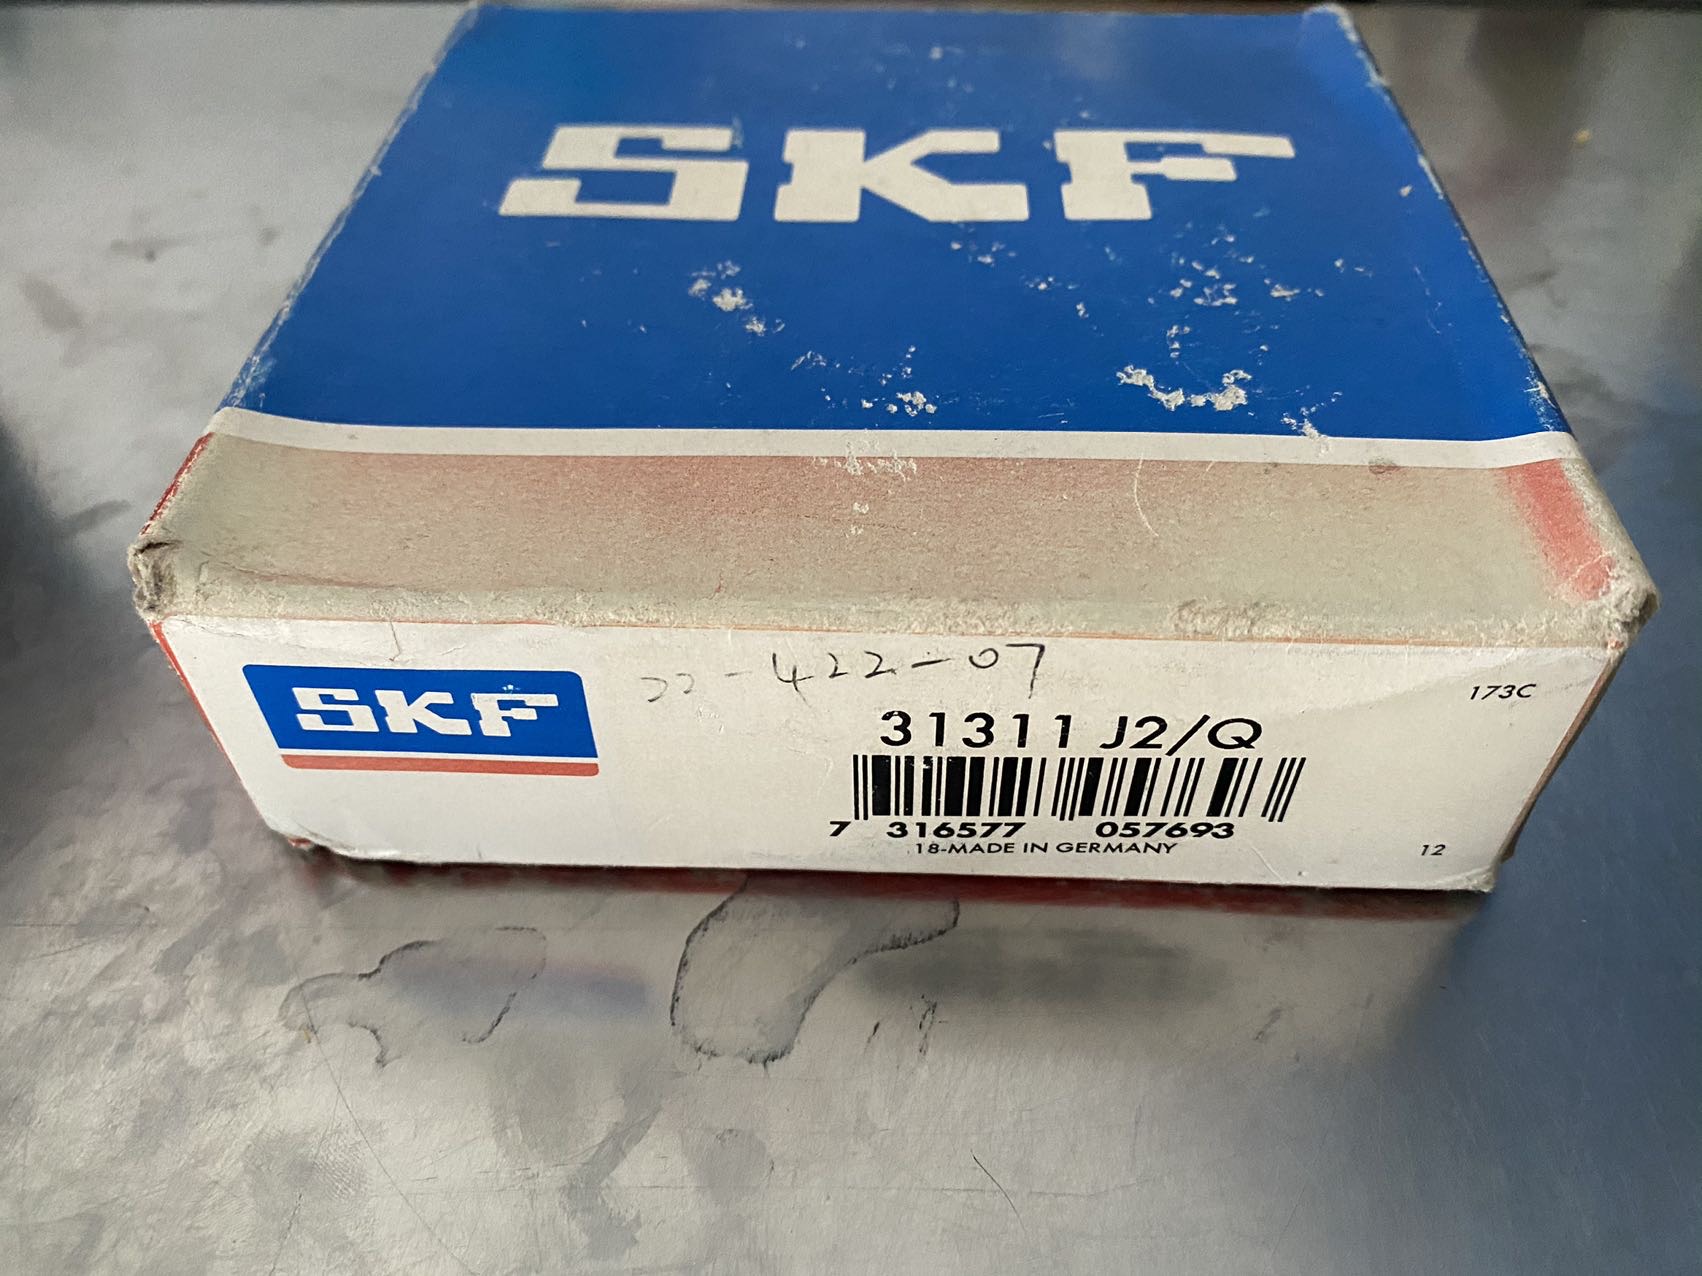 SKF
SKF
22-422-07
173C
31311 J2/Q
7 316577 057693
18-MADE IN GERMANY
12